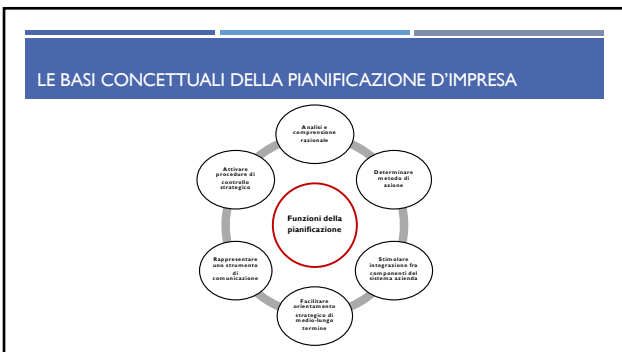 LE BASI CONCETTUALI DELLA PIANIFICAZIONE D'IMPRESA
Analisi e
comprensione
razionale
Determinare
metodo di
azione
Stimolare
integrazione fra
componenti del
sistema azienda
Facilitare
orientamento
strategico di
medio-lungo
termine
Rappresentare
uno strumento
di
comunicazione
Attivare
procedure di
controllo
strategico
Funzioni della
pianificazione